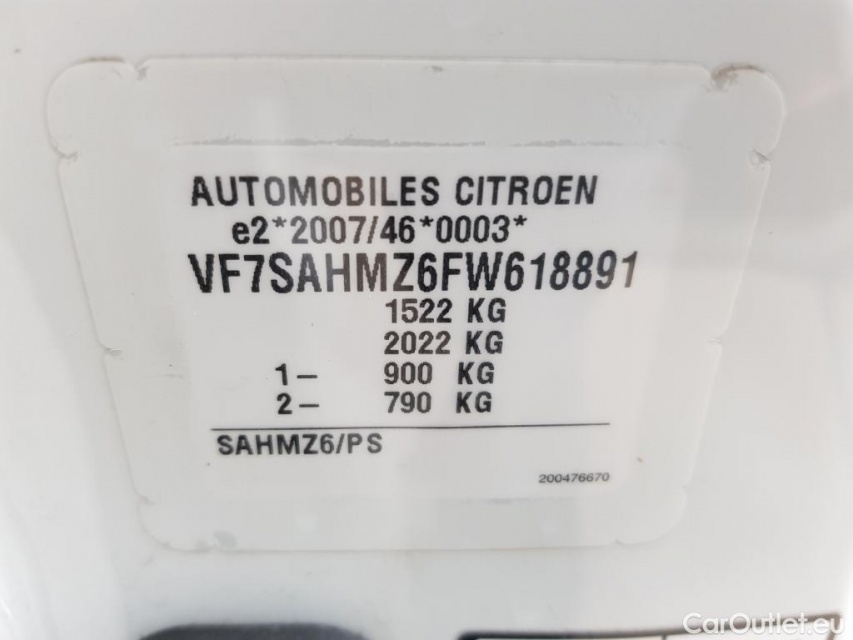 AUTOMOBILES CITROEN
e2*2007/46*0003*
VF7SAHMZ6FW618891
1522 KG
2022 KG
1– 900 KG
2– 790 KG
SAHMZ6/PS
200476670
CarOutlet.eu